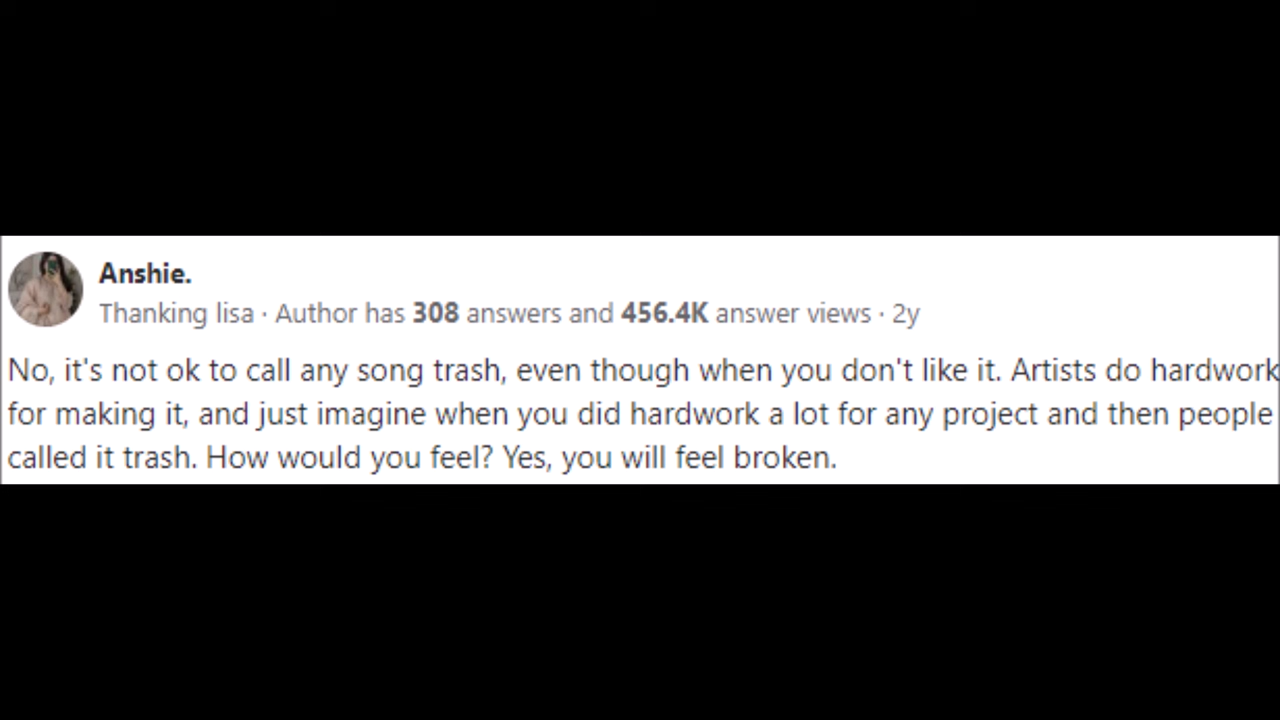 Anshie.
Thanking lisa · Author has 308 answers and 456.4K answer views · 2y
No, it's not ok to call any song trash, even though when you don't like it. Artists do hardwork
for making it, and just imagine when you did hardwork a lot for any project and then people
called it trash. How would you feel? Yes, you will feel broken.